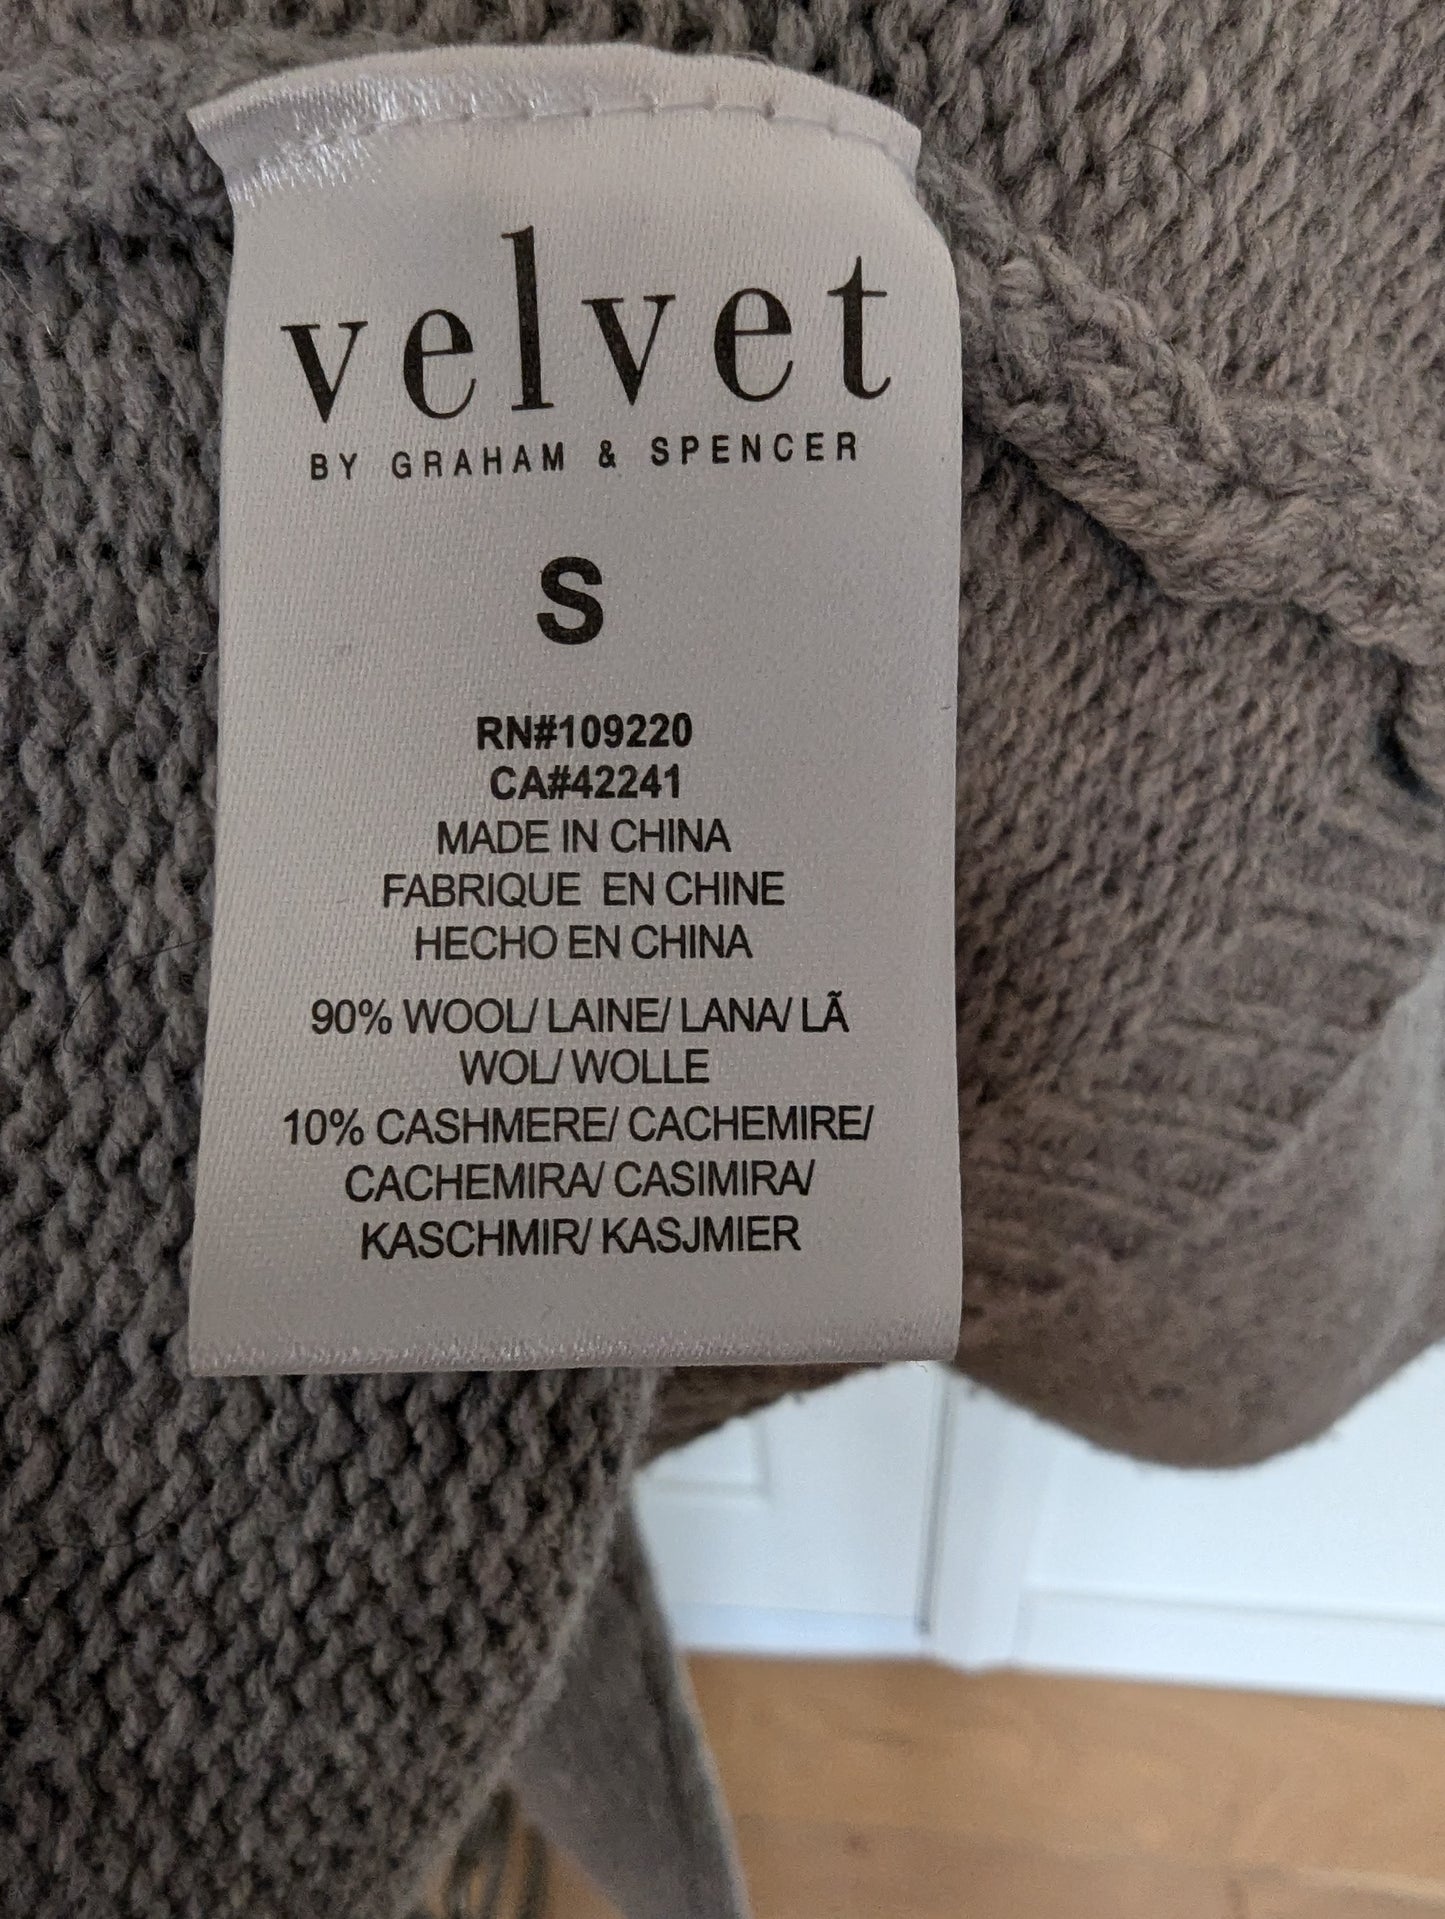 velvet
BY GRAHAM & SPENCER
S
RN#109220
CA#42241
MADE IN CHINA
FABRIQUE EN CHINE
HECHO EN CHINA
90% WOOL/ LAINE/ LANA/ LÃ
WOL/ WOLLE
10% CASHMERE/ CACHEMIRE/
CACHEMIRA/ CASIMIRA/
KASCHMIR/ KASJMIER